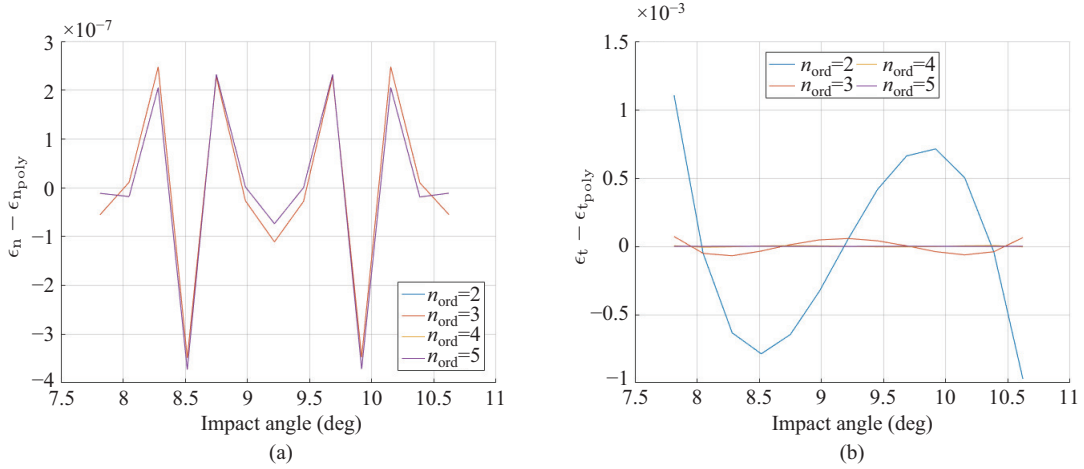 ×10⁻⁷
3
2
1
0
−1
−2
−3
−4
7.5 8 8.5 9 9.5 10 10.5 11
ϵn − ϵnpoly
Impact angle (deg)
nord=2
nord=3
nord=4
nord=5
(a)
×10⁻³
1.5
1
0.5
0
−0.5
−1
7.5 8 8.5 9 9.5 10 10.5 11
ϵt − ϵtpoly
Impact angle (deg)
nord=2 nord=4
nord=3 nord=5
(b)